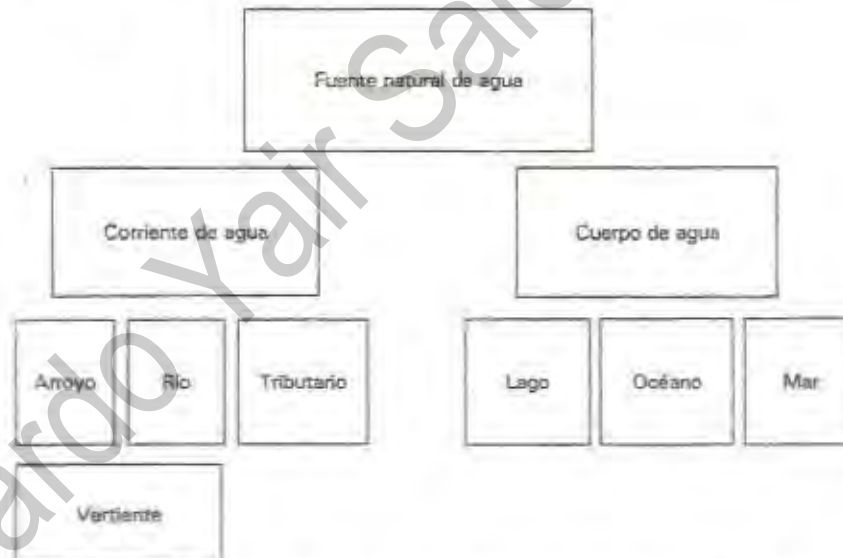 Fuente natural de agua
Corriente de agua
Cuerpo de agua
Arroyo
Río
Tributario
Lago
Océano
Mar
Vertiente